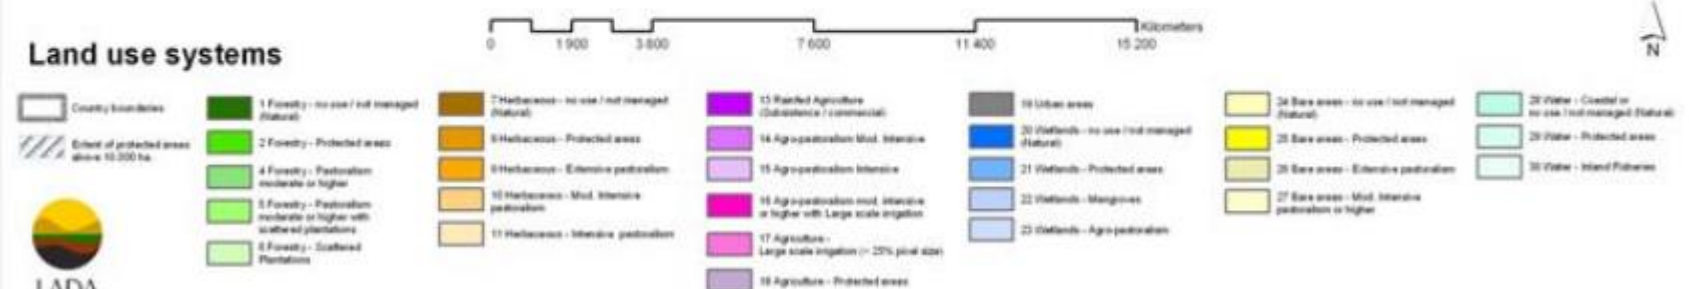 Kilometers
0 1 900 3 800 7 600 11 400 15 200
N
Land use systems
Country boundaries
Extent of protected areas
above 10.000 ha.
LADA
1 Forestry - no use / not managed
(Natural)
2 Forestry - Protected areas
4 Forestry - Pastoralism
moderate or higher
5 Forestry - Pastoralism
moderate or higher with
scattered plantations
6 Forestry - Scattered
Plantations
7 Herbaceous - no use / not managed
(Natural)
8 Herbaceous - Protected areas
9 Herbaceous - Extensive pastoralism
10 Herbaceous - Mod. Intensive
pastoralism
11 Herbaceous - Intensive pastoralism
13 Rainfed Agriculture
(Subsistence / commercial)
14 Agro-pastoralism Mod. Intensive
15 Agro-pastoralism Intensive
16 Agro-pastoralism mod. intensive
or higher with Large scale irrigation
17 Agriculture -
Large scale irrigation (> 25% pixel size)
18 Agriculture - Protected areas
19 Urban areas
20 Wetlands - no use / not managed
(Natural)
21 Wetlands - Protected areas
22 Wetlands - Mangroves
23 Wetlands - Agro-pastoralism
24 Bare areas - no use / not managed
(Natural)
25 Bare areas - Protected areas
26 Bare areas - Extensive pastoralism
27 Bare areas - Mod. Intensive
pastoralism or higher
28 Water - Coastal or
no use / not managed (Natural)
29 Water - Protected areas
30 Water - Inland Fisheries